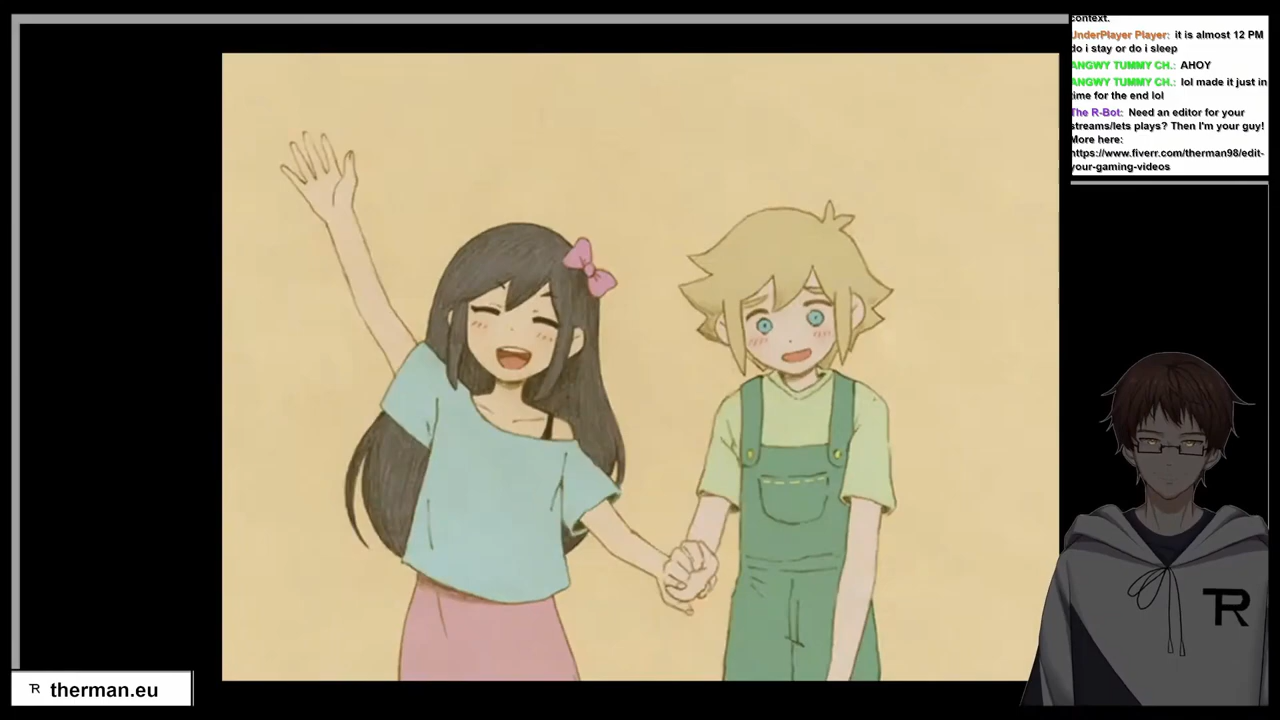 context.
UnderPlayer Player: it is almost 12 PM
do i stay or do i sleep
ANGWY TUMMY CH.: AHOY
ANGWY TUMMY CH.: lol made it just in
time for the end lol
The R-Bot: Need an editor for your
streams/lets plays? Then I'm your guy!
More here:
https://www.fiverr.com/therman98/edit-
your-gaming-videos
TR
TR therman.eu